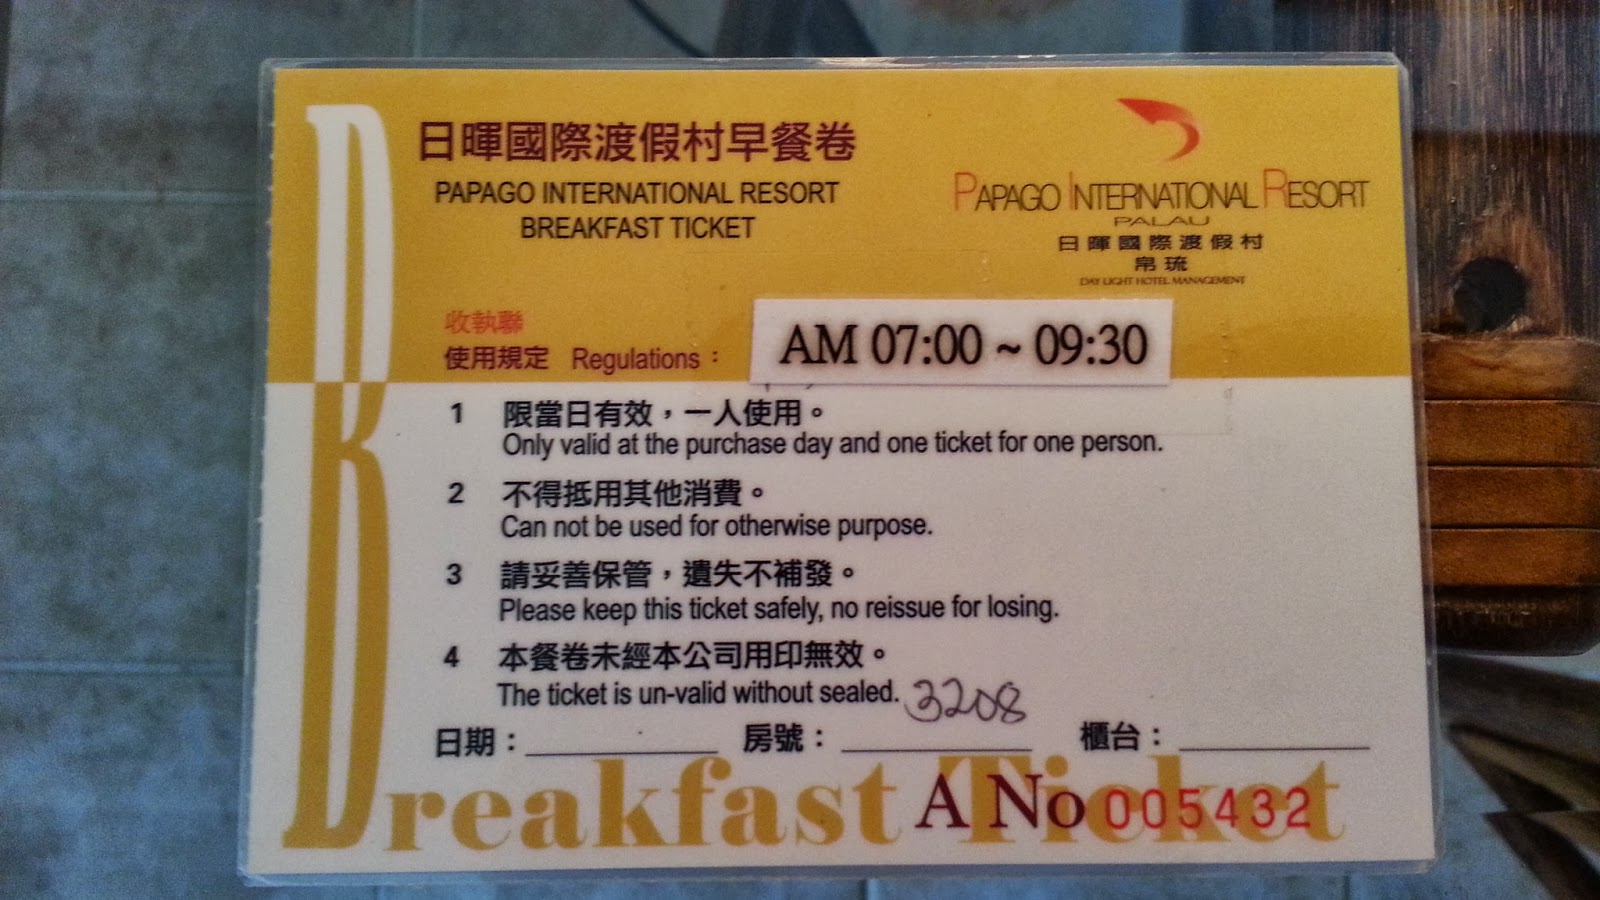 日暉國際渡假村早餐卷
PAPAGO INTERNATIONAL RESORT
BREAKFAST TICKET
PAPAGO INTERNATIONAL RESORT
PALAU
日暉國際渡假村
帛琉
DAY LIGHT HOTEL MANAGEMENT
收執聯
使用規定 Regulations：
AM 07:00 ~ 09:30
1 限當日有效，一人使用。
Only valid at the purchase day and one ticket for one person.
2 不得抵用其他消費。
Can not be used for otherwise purpose.
3 請妥善保管，遺失不補發。
Please keep this ticket safely, no reissue for losing.
4 本餐卷未經本公司用印無效。
The ticket is un-valid without sealed.
3208
日期： 房號： 櫃台：
Breakfast Ticket
A No 005432